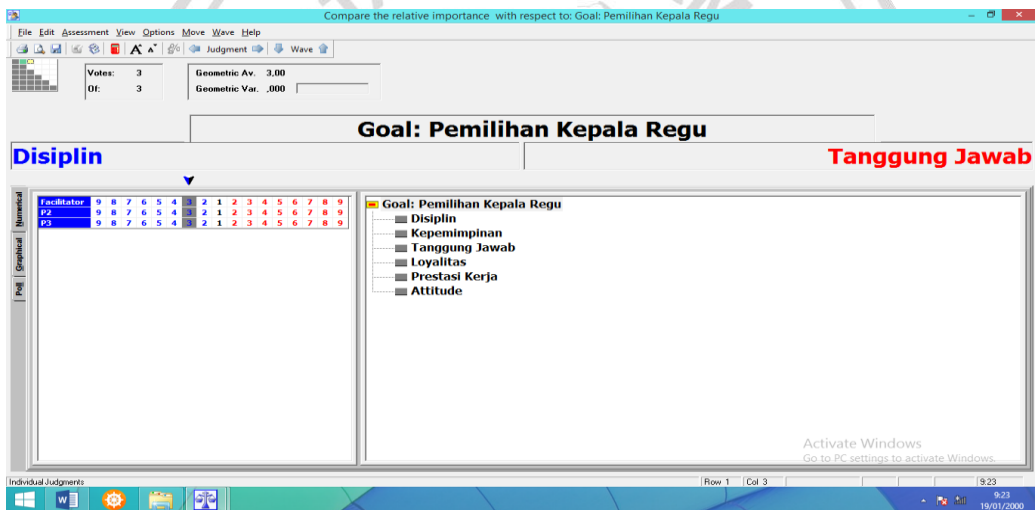 Compare the relative importance with respect to: Goal: Pemilihan Kepala Regu
File Edit Assessment View Options Move Wave Help
Judgment Wave
Votes: 3
Of: 3
Geometric Av. 3,00
Geometric Var. ,000
Goal: Pemilihan Kepala Regu
Disiplin
Tanggung Jawab
Numerical
Graphical
Poll
Facilitator 9 8 7 6 5 4 3 2 1 2 3 4 5 6 7 8 9
P2 9 8 7 6 5 4 3 2 1 2 3 4 5 6 7 8 9
P3 9 8 7 6 5 4 3 2 1 2 3 4 5 6 7 8 9
Goal: Pemilihan Kepala Regu
Disiplin
Kepemimpinan
Tanggung Jawab
Loyalitas
Prestasi Kerja
Attitude
Activate Windows
Go to PC settings to activate Windows.
Individual Judgments
Row 1 Col 3
9:23
9:23
19/01/2000